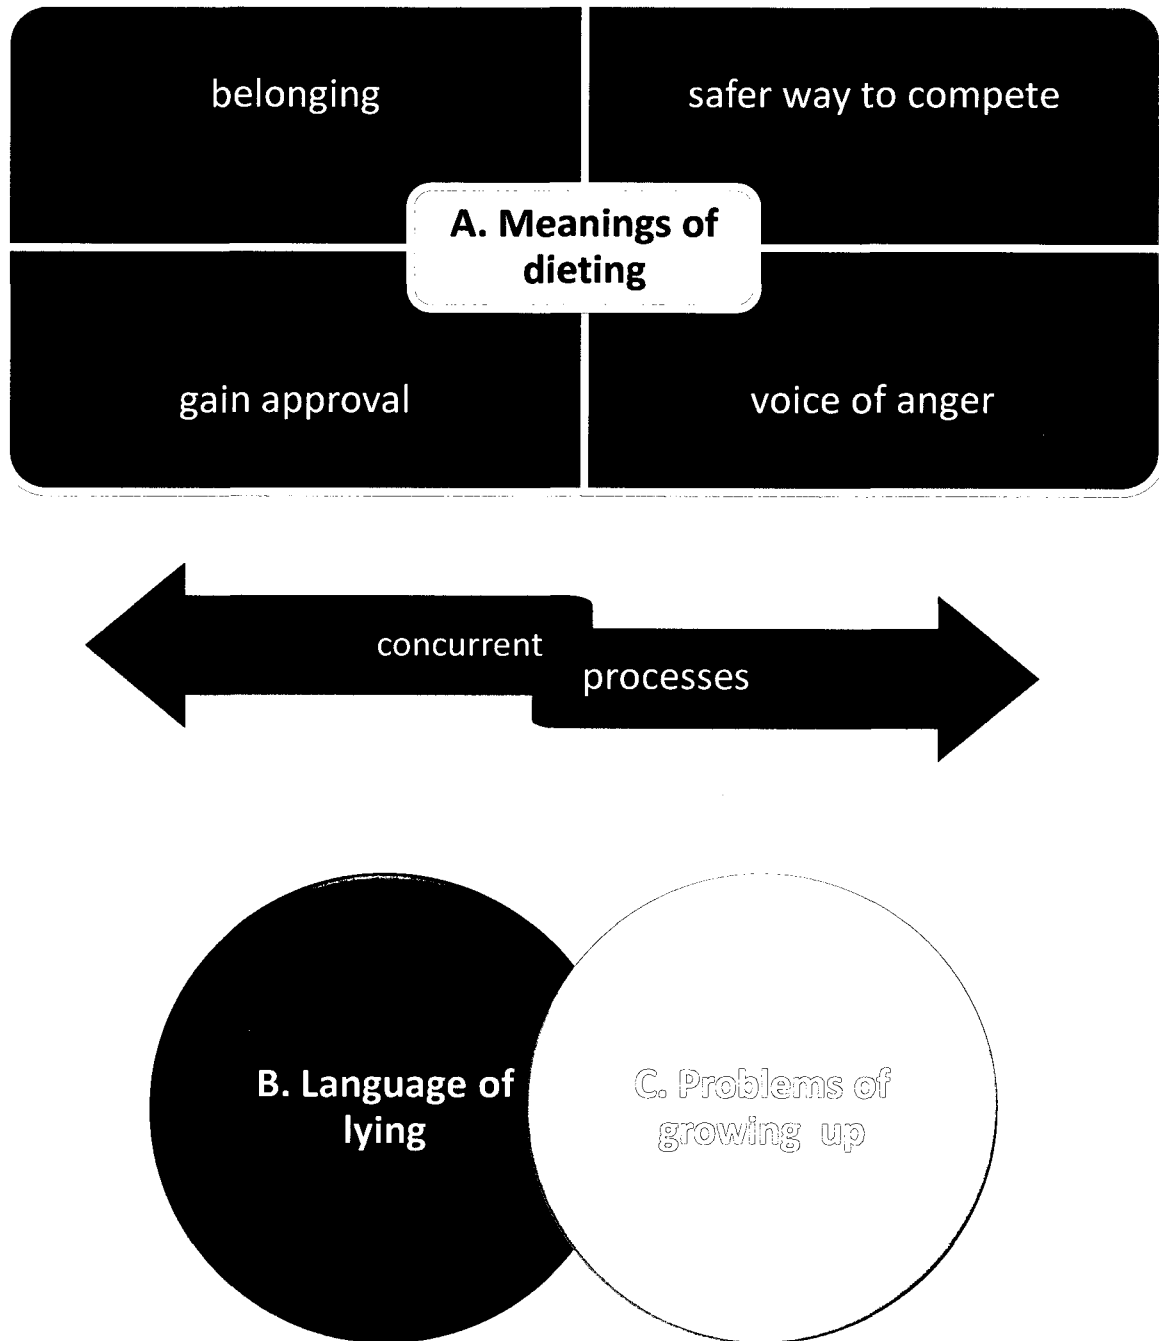 belonging
safer way to compete
A. Meanings of
dieting
gain approval
voice of anger
concurrent
processes
B. Language of
lying
C. Problems of
growing up